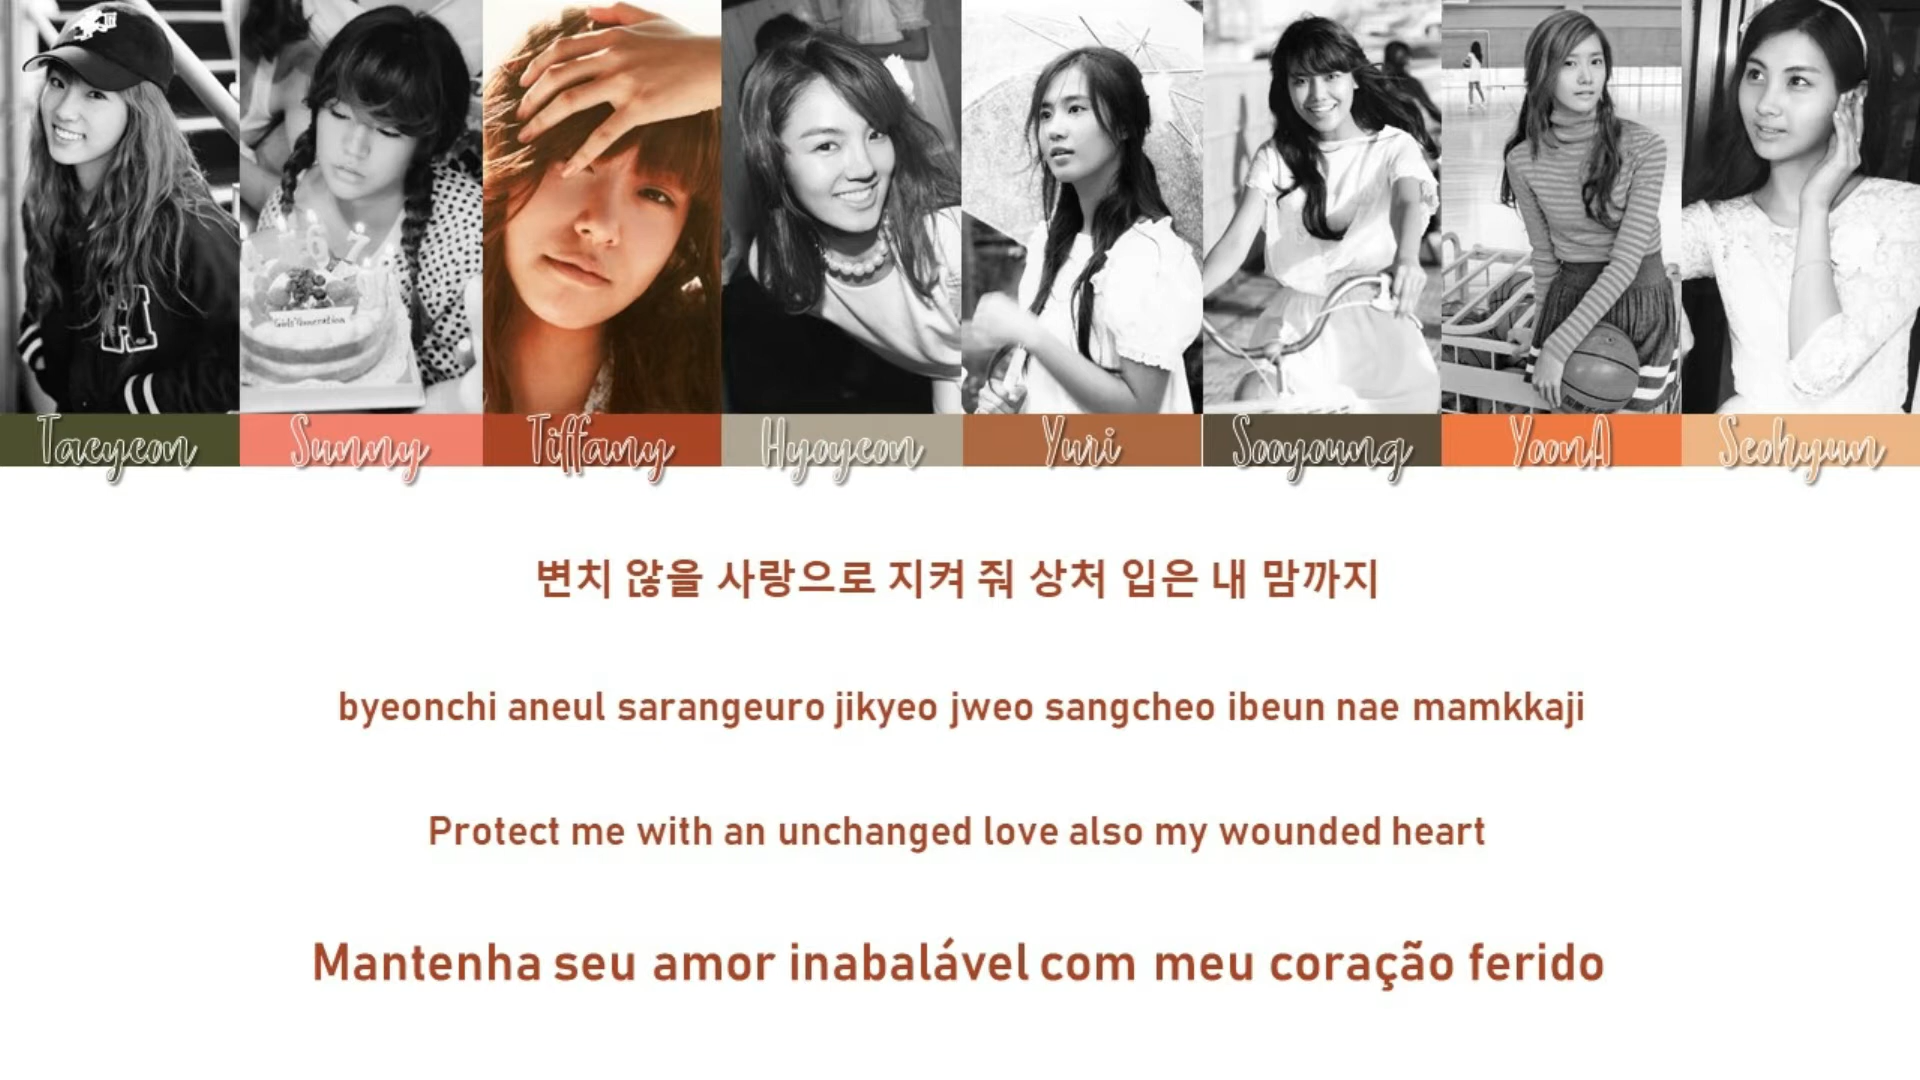 Girls' Generation
Taeyeon
Sunny
Tiffany
Hyoyeon
Yuri
Sooyoung
YoonA
Seohyun
변치 않을 사랑으로 지켜 줘 상처 입은 내 맘까지
byeonchi aneul sarangeuro jikyeo jweo sangcheo ibeun nae mamkkaji
Protect me with an unchanged love also my wounded heart
Mantenha seu amor inabalável com meu coração ferido